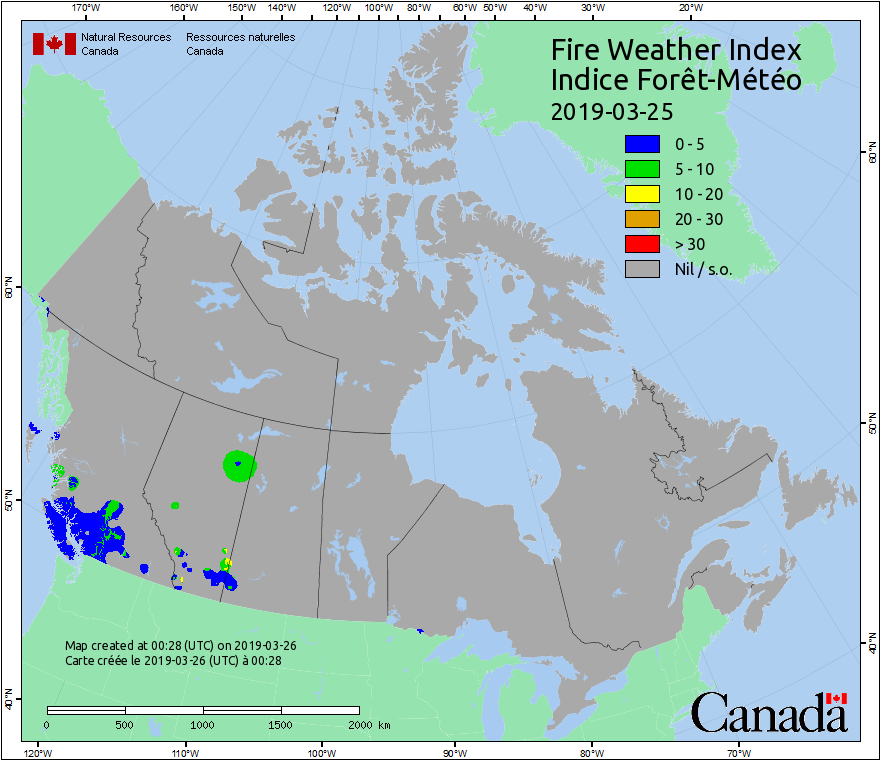 170°W 160°W 150°W 140°W 130°W 120°W 110°W 100°W 90°W 80°W 60°W 50°W 40°W 30°W 20°W
Natural Resources Ressources naturelles
Canada Canada
Fire Weather Index
Indice Forêt-Météo
2019-03-25
0 - 5
5 - 10
10 - 20
20 - 30
> 30
Nil / s.o.
60°N
60°N
50°N
50°N
40°N
40°N
Map created at 00:28 (UTC) on 2019-03-26
Carte créée le 2019-03-26 (UTC) à 00:28
0 500 1000 1500 2000 km
Canada
120°W 110°W 100°W 90°W 80°W 70°W